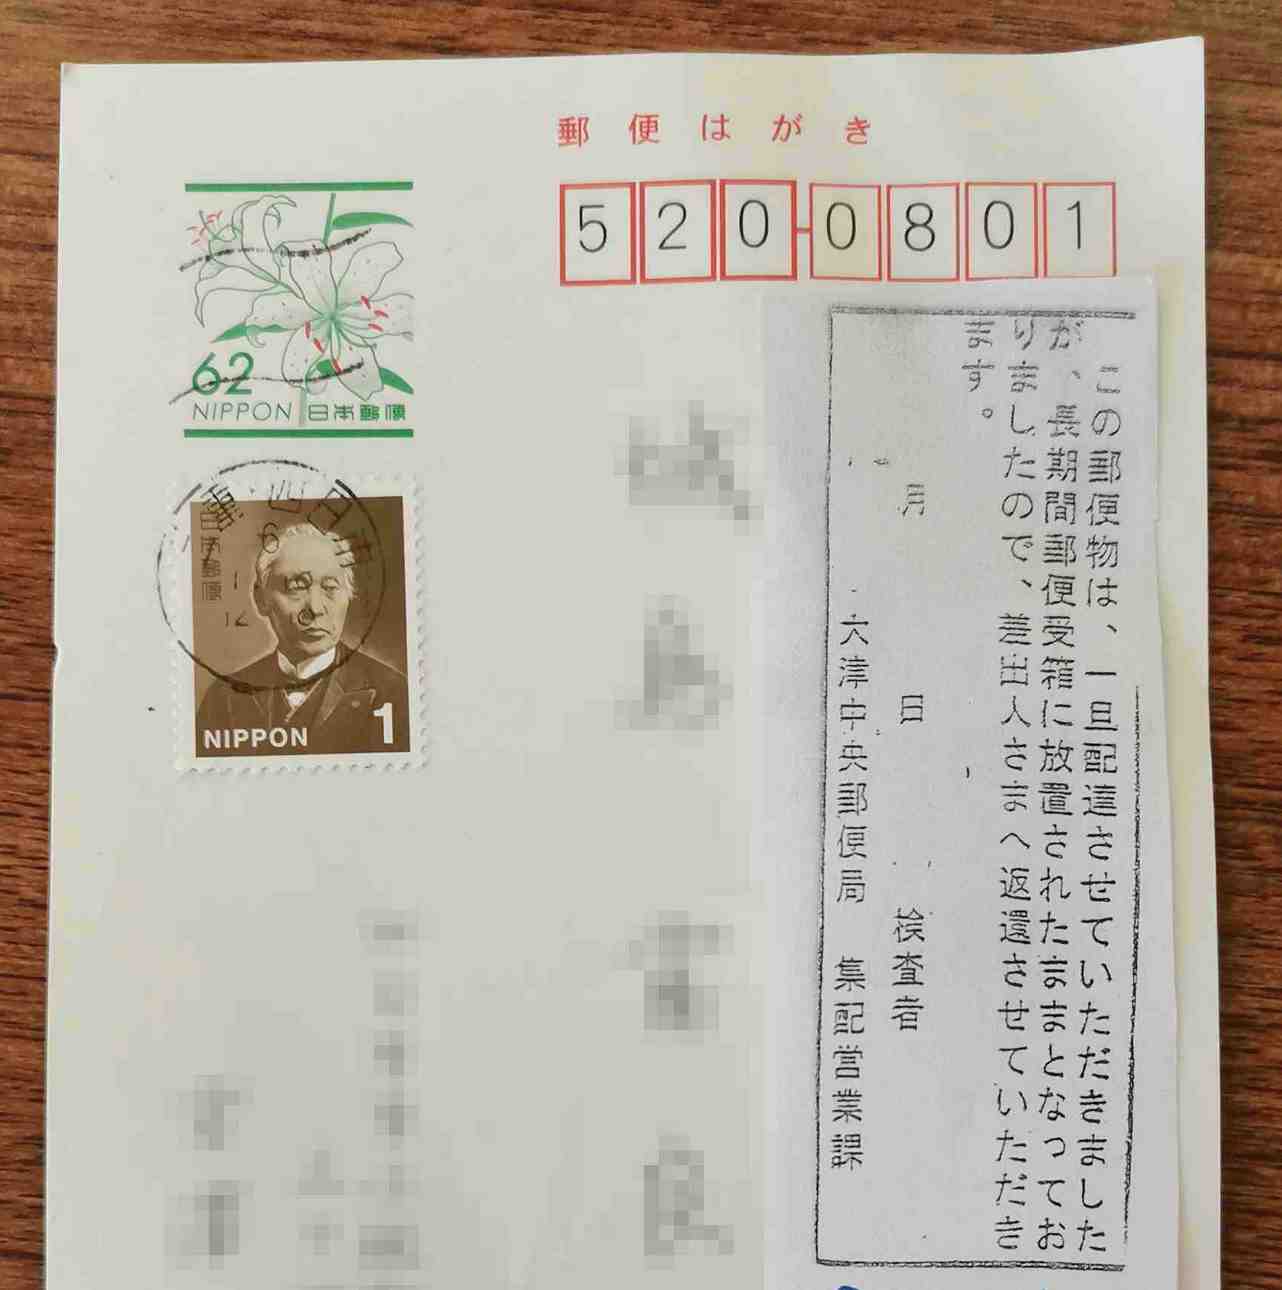 郵便はがき
520-0801
62
NIPPON 日本郵便
日本郵便
NIPPON 1
この郵便物は、一旦配達させていただきました
が、長期間郵便受箱に放置されたままとなってお
りましたので、差出人さまへ返還させていただき
ます。
月 日 検査者
大津中央郵便局 集配営業課